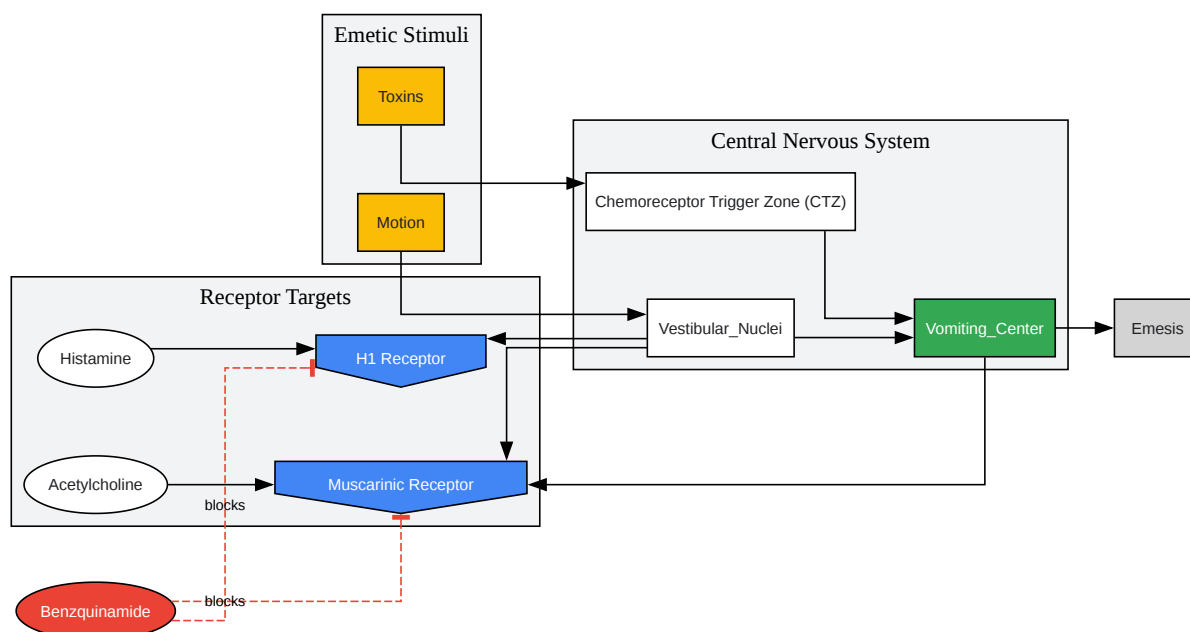 Emetic Stimuli
Toxins
Motion
Central Nervous System
Chemoreceptor Trigger Zone (CTZ)
Vestibular_Nuclei
Vomiting_Center
Emesis
Receptor Targets
Histamine
H1 Receptor
Acetylcholine
Muscarinic Receptor
blocks
blocks
Benzquinamide